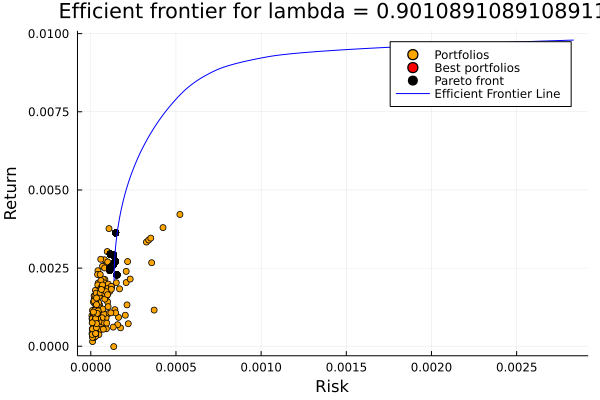 Efficient frontier for lambda = 0.9010891089108911
0.0100
0.0075
0.0050
0.0025
0.0000
Return
Portfolios
Best portfolios
Pareto front
Efficient Frontier Line
0.0000 0.0005 0.0010 0.0015 0.0020 0.0025
Risk